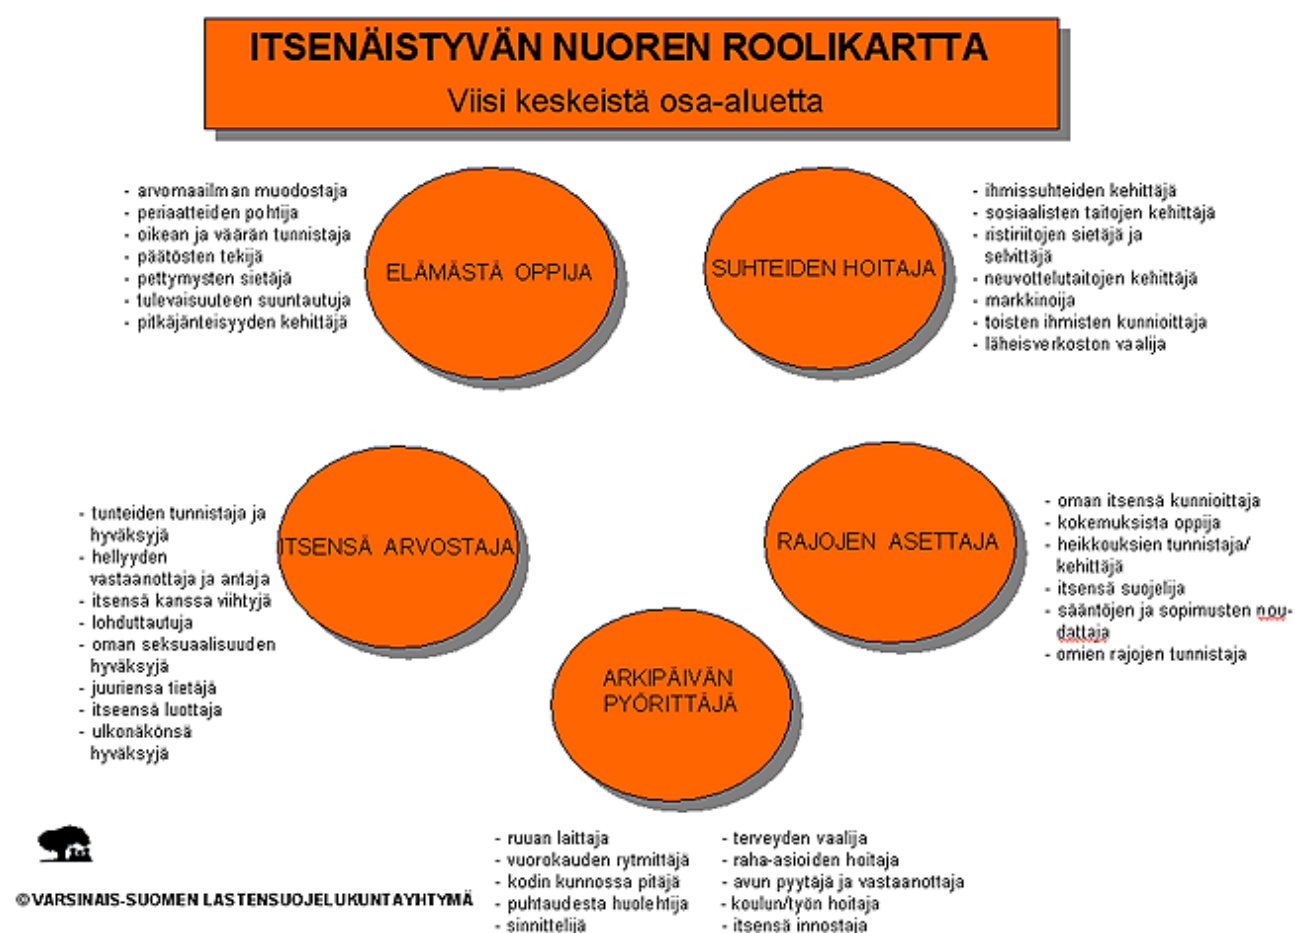 ITSENÄISTYVÄN NUOREN ROOLIKARTTA
Viisi keskeistä osa-aluetta
- arvomaailman muodostaja
- periaatteiden pohtija
- oikean ja väärän tunnistaja
- päätösten tekijä
- pettymysten sietäjä
- tulevaisuuteen suuntautuja
- pitkäjänteisyyden kehittäjä
ELÄMÄSTÄ OPPIJA
SUHTEIDEN HOITAJA
- ihmissuhteiden kehittäjä
- sosiaalisten taitojen kehittäjä
- ristiriitojen sietäjä ja
selvittäjä
- neuvottelutaitojen kehittäjä
- markkinoija
- toisten ihmisten kunnioittaja
- läheisverkoston vaalija
- tunteiden tunnistaja ja
hyväksyjä
- hellyyden
vastaanottaja ja antaja
- itsensä kanssa viihtyjä
- lohduttautuja
- oman seksuaalisuuden
hyväksyjä
- juuriensa tietäjä
- itseensä luottaja
- ulkonäkönsä
hyväksyjä
ITSENSÄ ARVOSTAJA
RAJOJEN ASETTAJA
- oman itsensä kunnioittaja
- kokemuksista oppija
- heikkouksien tunnistaja/
kehittäjä
- itsensä suojelija
- sääntöjen ja sopimusten nou-
dattaja
- omien rajojen tunnistaja
ARKIPÄIVÄN
PYÖRITTÄJÄ
- ruuan laittaja
- vuorokauden rytmittäjä
- kodin kunnossa pitäjä
- puhtaudesta huolehtija
- sinnittelijä
- terveyden vaalija
- raha-asioiden hoitaja
- avun pyytäjä ja vastaanottaja
- koulun/työn hoitaja
- itsensä innostaja
© VARSINAIS-SUOMEN LASTENSUOJELUKUNTAYHTYMÄ